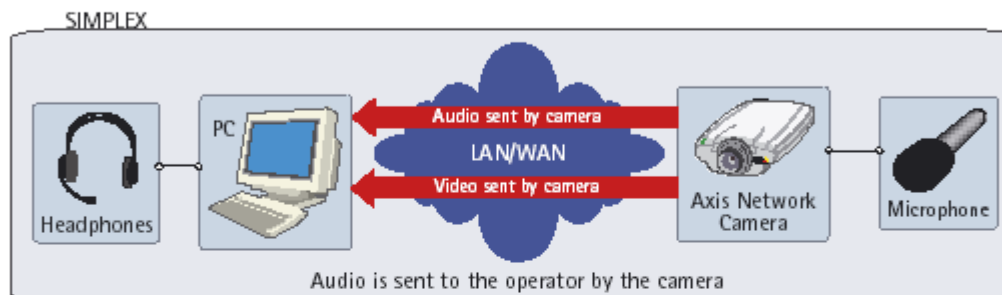 SIMPLEX
PC
Audio sent by camera
LAN/WAN
Video sent by camera
Headphones
Axis Network
Camera
Microphone
Audio is sent to the operator by the camera